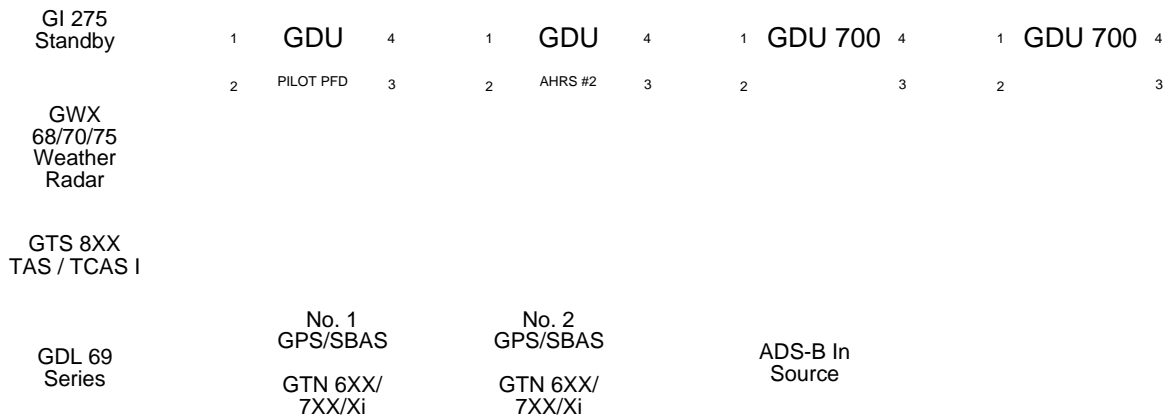 GI 275
Standby
1 GDU 4
2 PILOT PFD 3
1 GDU 4
2 AHRS #2 3
1 GDU 700 4
2 3
1 GDU 700 4
2 3
GWX
68/70/75
Weather
Radar
GTS 8XX
TAS / TCAS I
GDL 69
Series
No. 1
GPS/SBAS
GTN 6XX/
7XX/Xi
No. 2
GPS/SBAS
GTN 6XX/
7XX/Xi
ADS-B In
Source